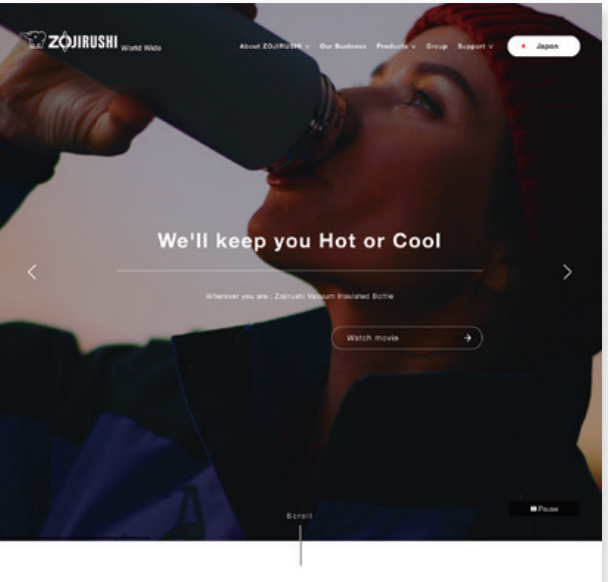 ZOJIRUSHI World Wide
About ZOJIRUSHI Our Business Products Group Support Japan
We'll keep you Hot or Cool
Wherever you are : Zojirushi Vacuum Insulated Bottle
Watch movie
Scroll
Pause